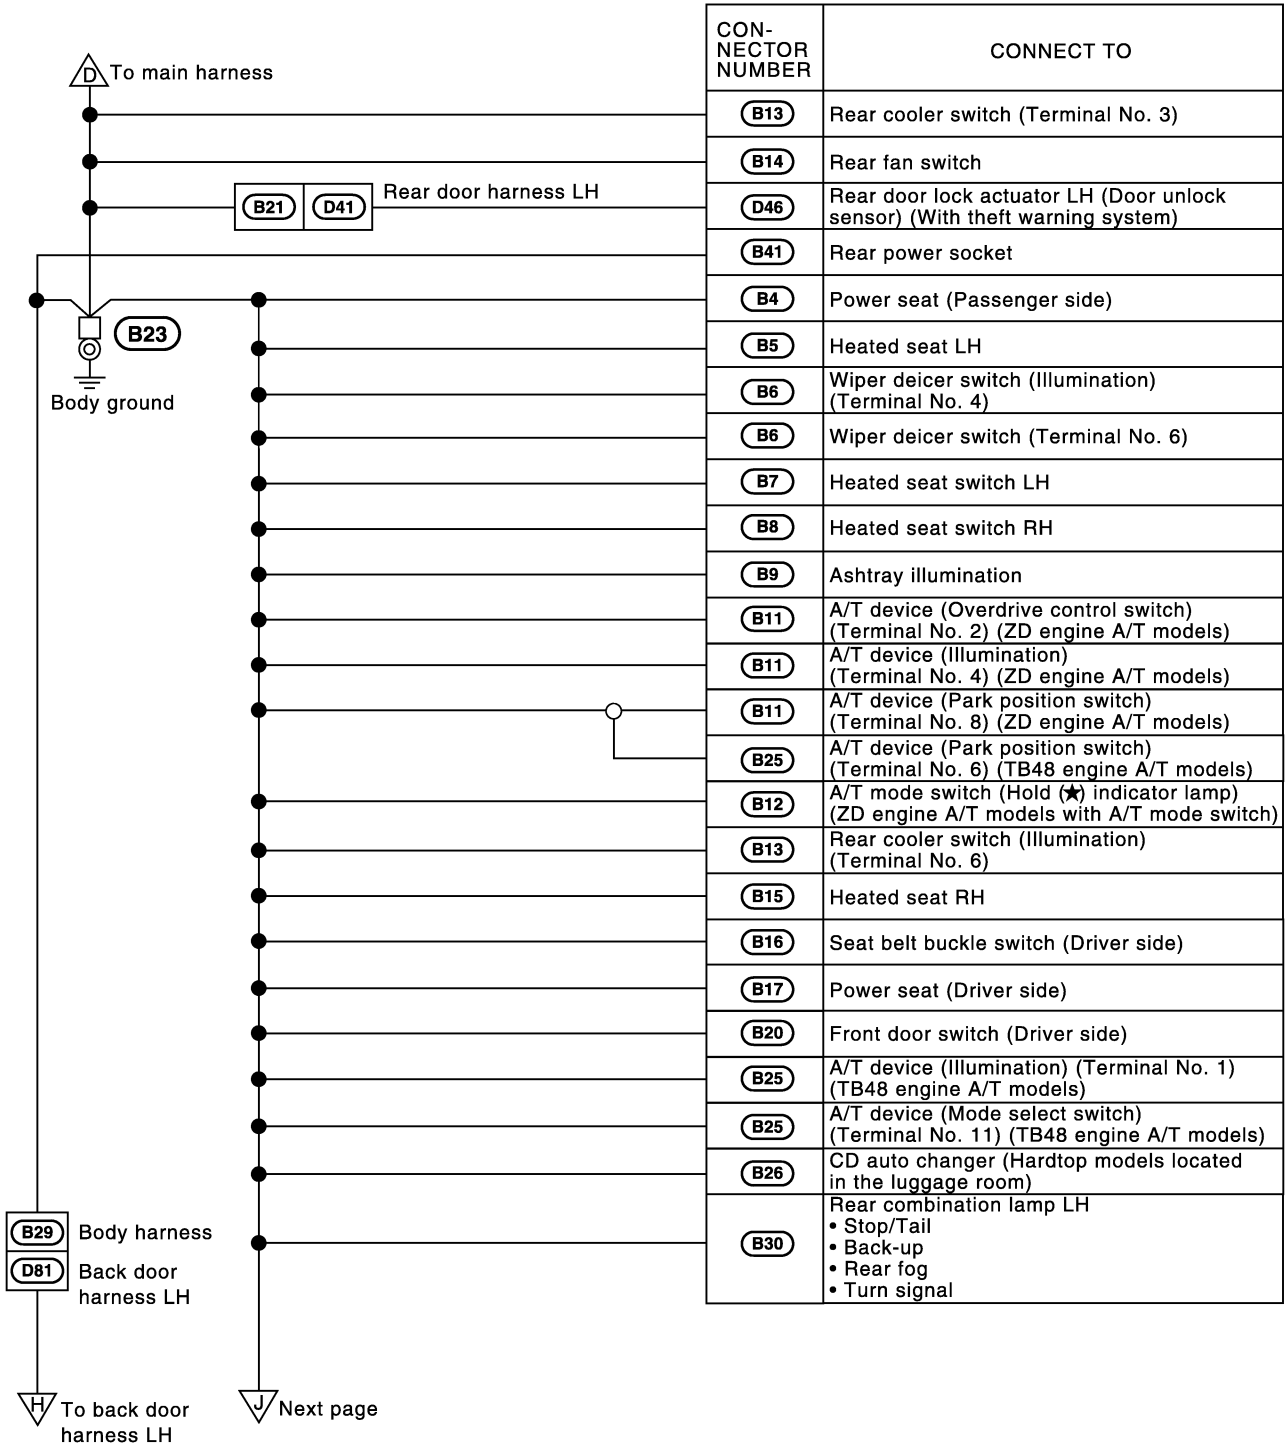 CON-
NECTOR
NUMBER
CONNECT TO
D To main harness
B13 Rear cooler switch (Terminal No. 3)
B14 Rear fan switch
B21 D41 Rear door harness LH
D46 Rear door lock actuator LH (Door unlock
sensor) (With theft warning system)
B41 Rear power socket
B4 Power seat (Passenger side)
B23
Body ground
B5 Heated seat LH
B6 Wiper deicer switch (Illumination)
(Terminal No. 4)
B6 Wiper deicer switch (Terminal No. 6)
B7 Heated seat switch LH
B8 Heated seat switch RH
B9 Ashtray illumination
B11 A/T device (Overdrive control switch)
(Terminal No. 2) (ZD engine A/T models)
B11 A/T device (Illumination)
(Terminal No. 4) (ZD engine A/T models)
B11 A/T device (Park position switch)
(Terminal No. 8) (ZD engine A/T models)
B25 A/T device (Park position switch)
(Terminal No. 6) (TB48 engine A/T models)
B12 A/T mode switch (Hold (★) indicator lamp)
(ZD engine A/T models with A/T mode switch)
B13 Rear cooler switch (Illumination)
(Terminal No. 6)
B15 Heated seat RH
B16 Seat belt buckle switch (Driver side)
B17 Power seat (Driver side)
B20 Front door switch (Driver side)
B25 A/T device (Illumination) (Terminal No. 1)
(TB48 engine A/T models)
B25 A/T device (Mode select switch)
(Terminal No. 11) (TB48 engine A/T models)
B26 CD auto changer (Hardtop models located
in the luggage room)
B30 Rear combination lamp LH
• Stop/Tail
• Back-up
• Rear fog
• Turn signal
B29 Body harness
D81 Back door
harness LH
H To back door
harness LH
J Next page